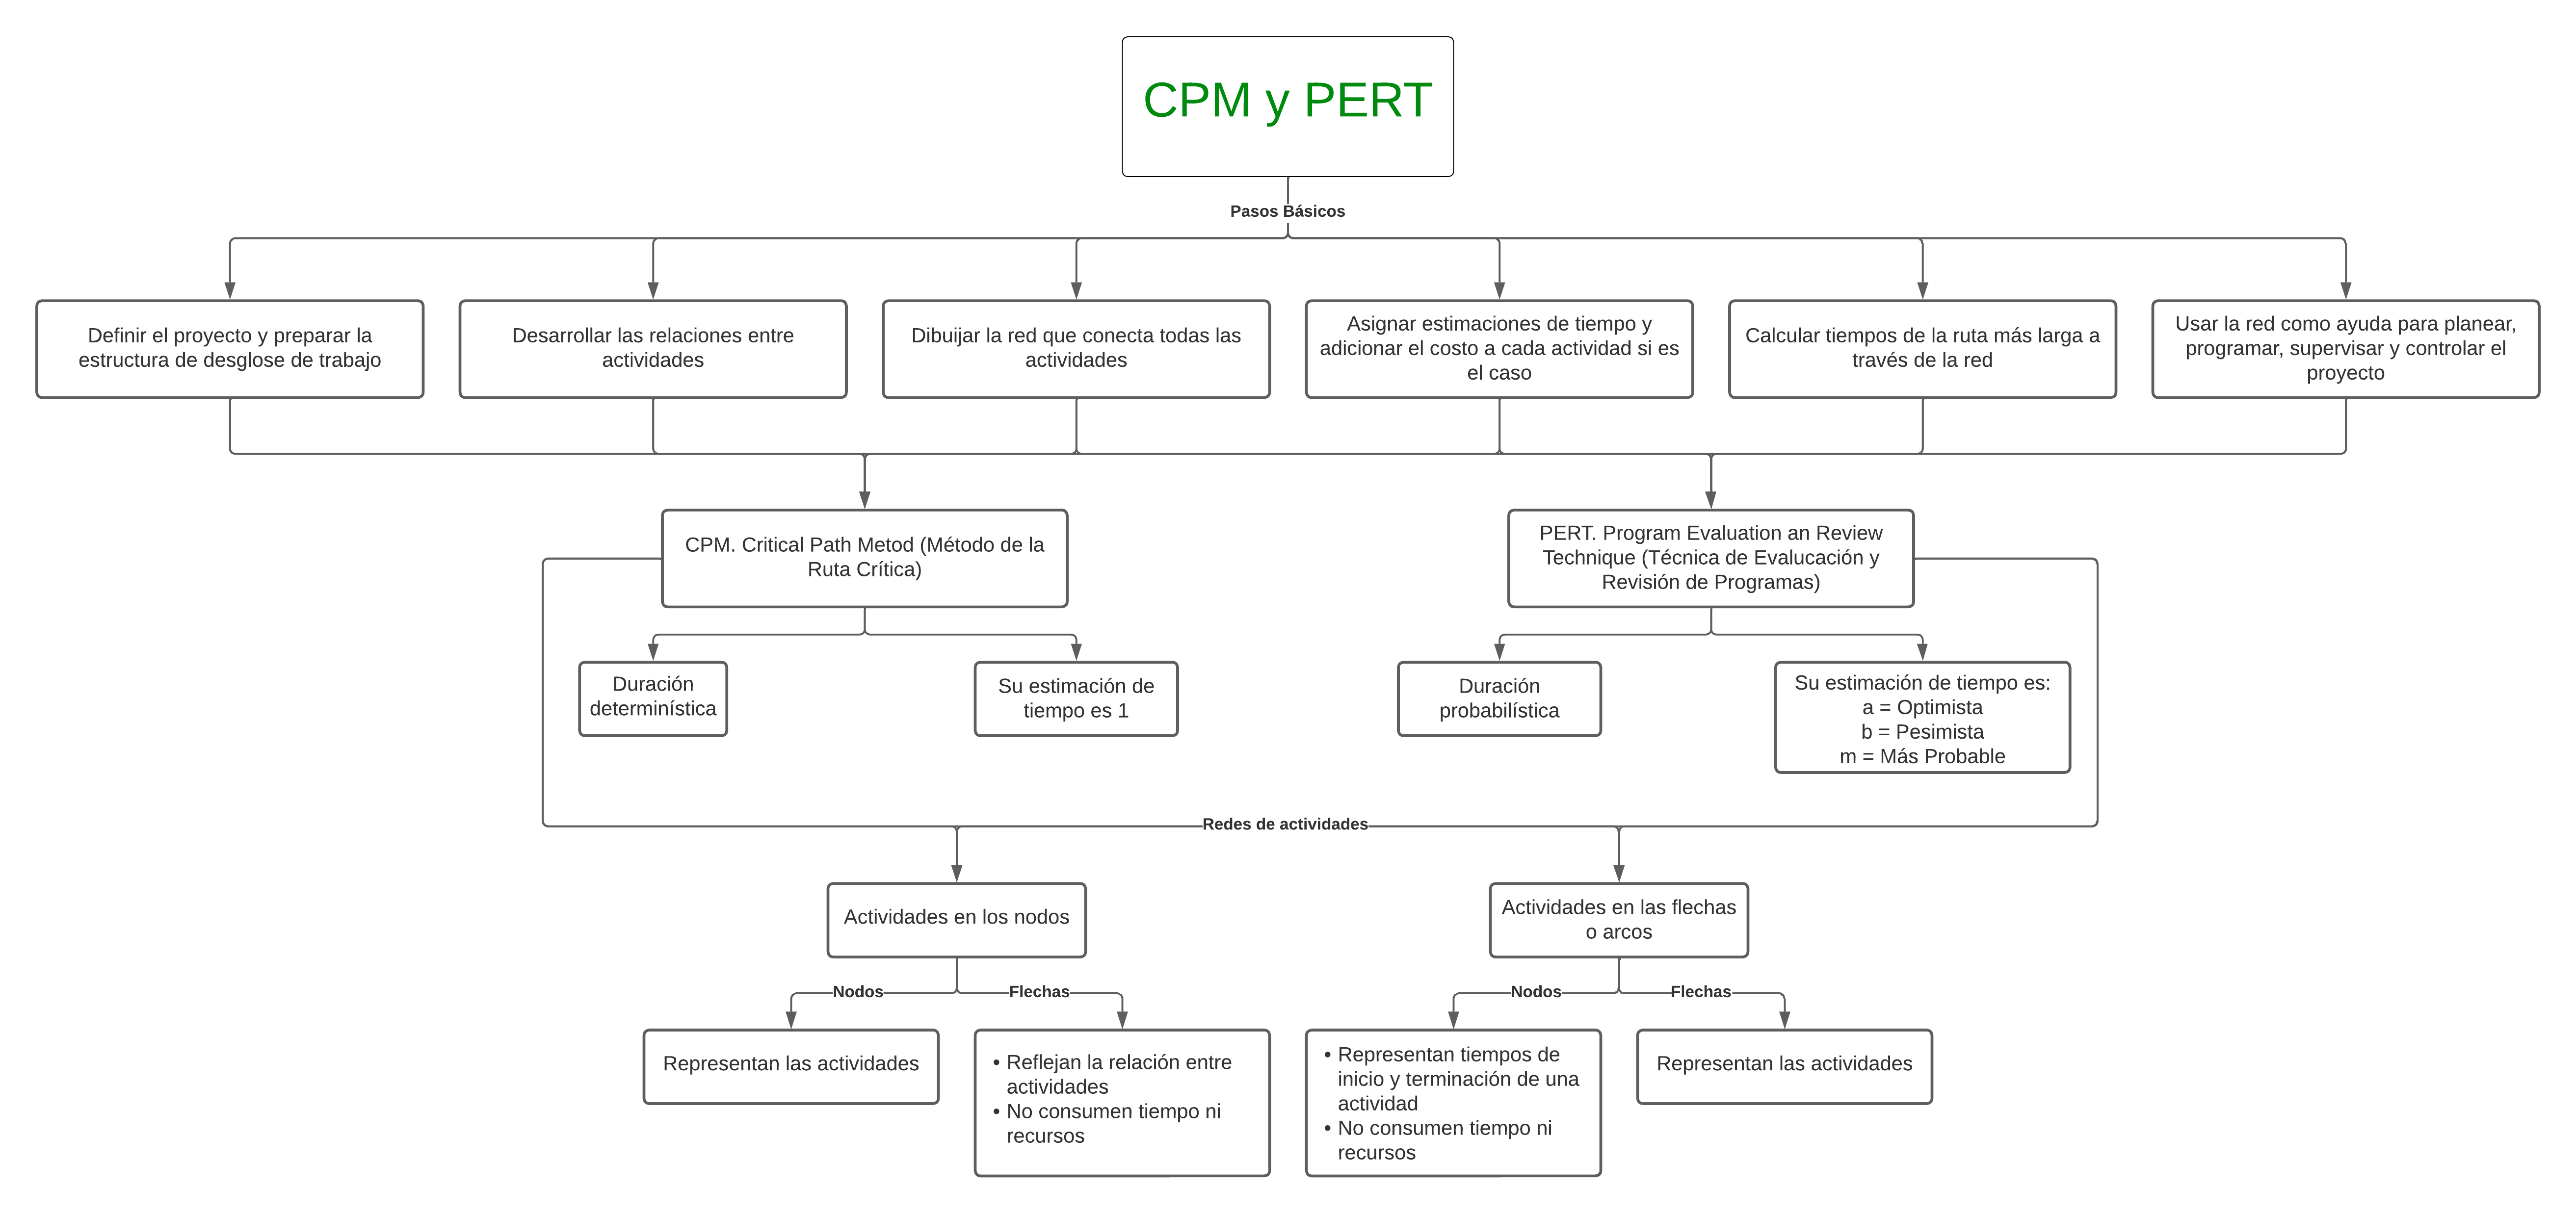 CPM y PERT
Pasos Básicos
Definir el proyecto y preparar la
estructura de desglose de trabajo
Desarrollar las relaciones entre
actividades
Dibuijar la red que conecta todas las
actividades
Asignar estimaciones de tiempo y
adicionar el costo a cada actividad si es
el caso
Calcular tiempos de la ruta más larga a
través de la red
Usar la red como ayuda para planear,
programar, supervisar y controlar el
proyecto
CPM. Critical Path Metod (Método de la
Ruta Crítica)
PERT. Program Evaluation an Review
Technique (Técnica de Evalucación y
Revisión de Programas)
Duración
determinística
Su estimación de
tiempo es 1
Duración
probabilística
Su estimación de tiempo es:
a = Optimista
b = Pesimista
m = Más Probable
Redes de actividades
Actividades en los nodos
Actividades en las flechas
o arcos
Nodos
Flechas
Nodos
Flechas
Representan las actividades
• Reflejan la relación entre
actividades
• No consumen tiempo ni
recursos
• Representan tiempos de
inicio y terminación de una
actividad
• No consumen tiempo ni
recursos
Representan las actividades